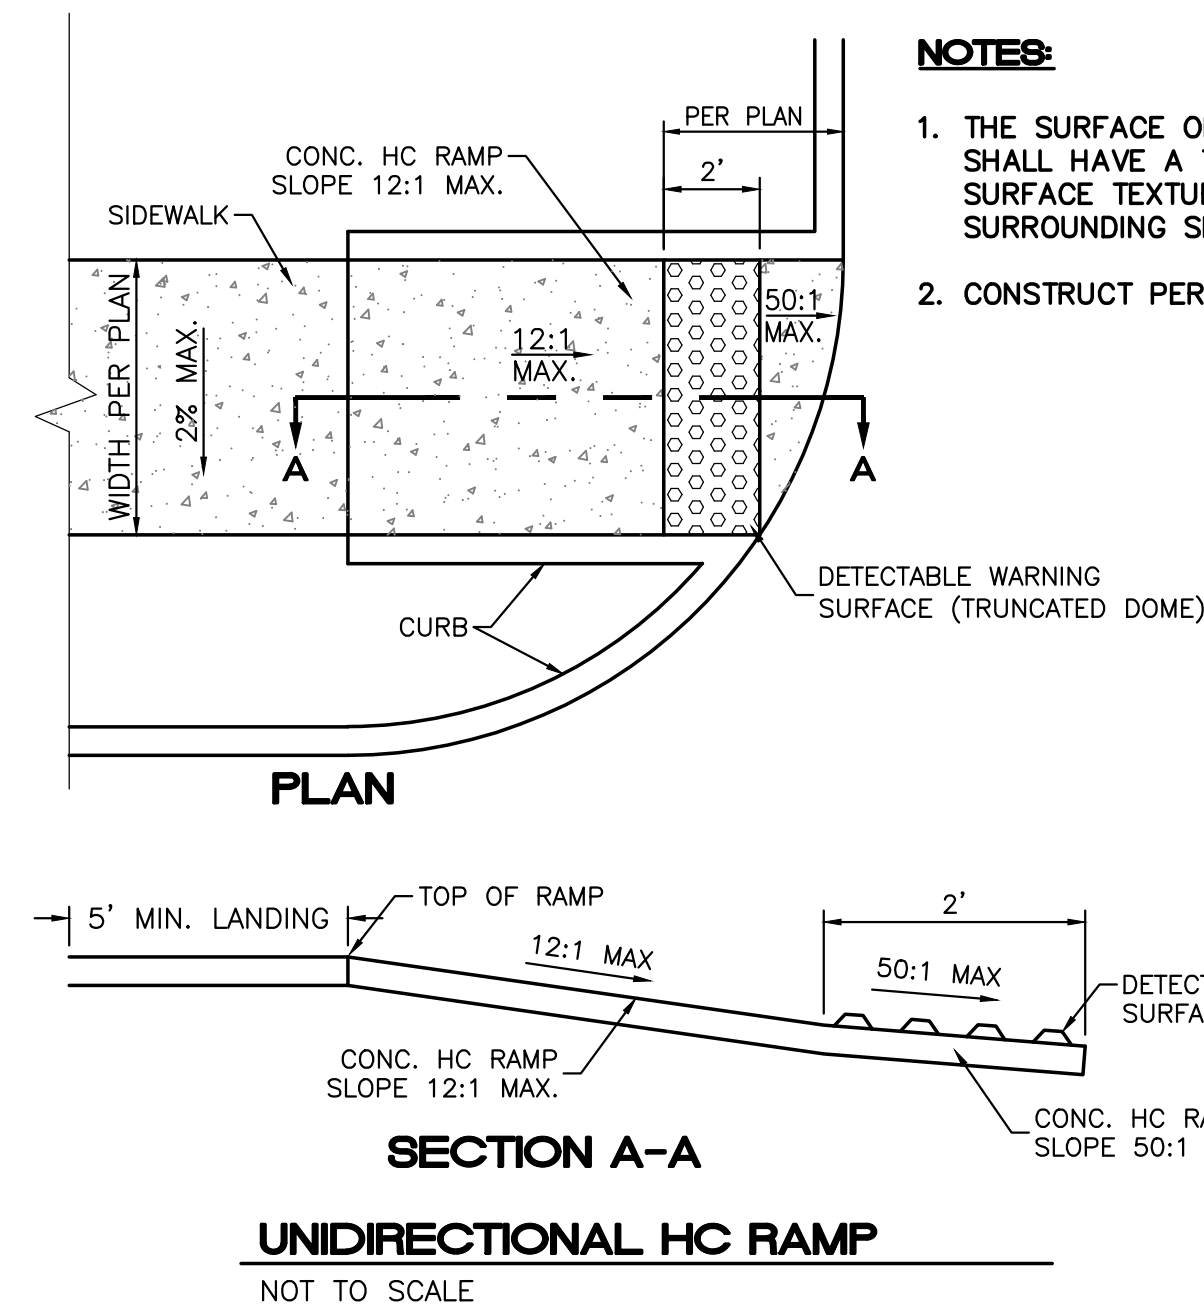 NOTES:
1. THE SURFACE
SHALL HAVE A
SURFACE
SURROUNDING
2. CONSTRUCT PER
PER PLAN
2'
CONC. HC RAMP
SLOPE 12:1 MAX.
SIDEWALK
WIDTH PER PLAN
2% MAX.
12:1
MAX.
50:1
MAX.
A
A
DETECTABLE WARNING
SURFACE (TRUNCATED DOME)
CURB
PLAN
5' MIN. LANDING
TOP OF RAMP
12:1 MAX
2'
50:1 MAX
CONC. HC RAMP
SLOPE 12:1 MAX.
CONC. HC
SLOPE 50:1
SECTION A-A
UNIDIRECTIONAL HC RAMP
NOT TO SCALE